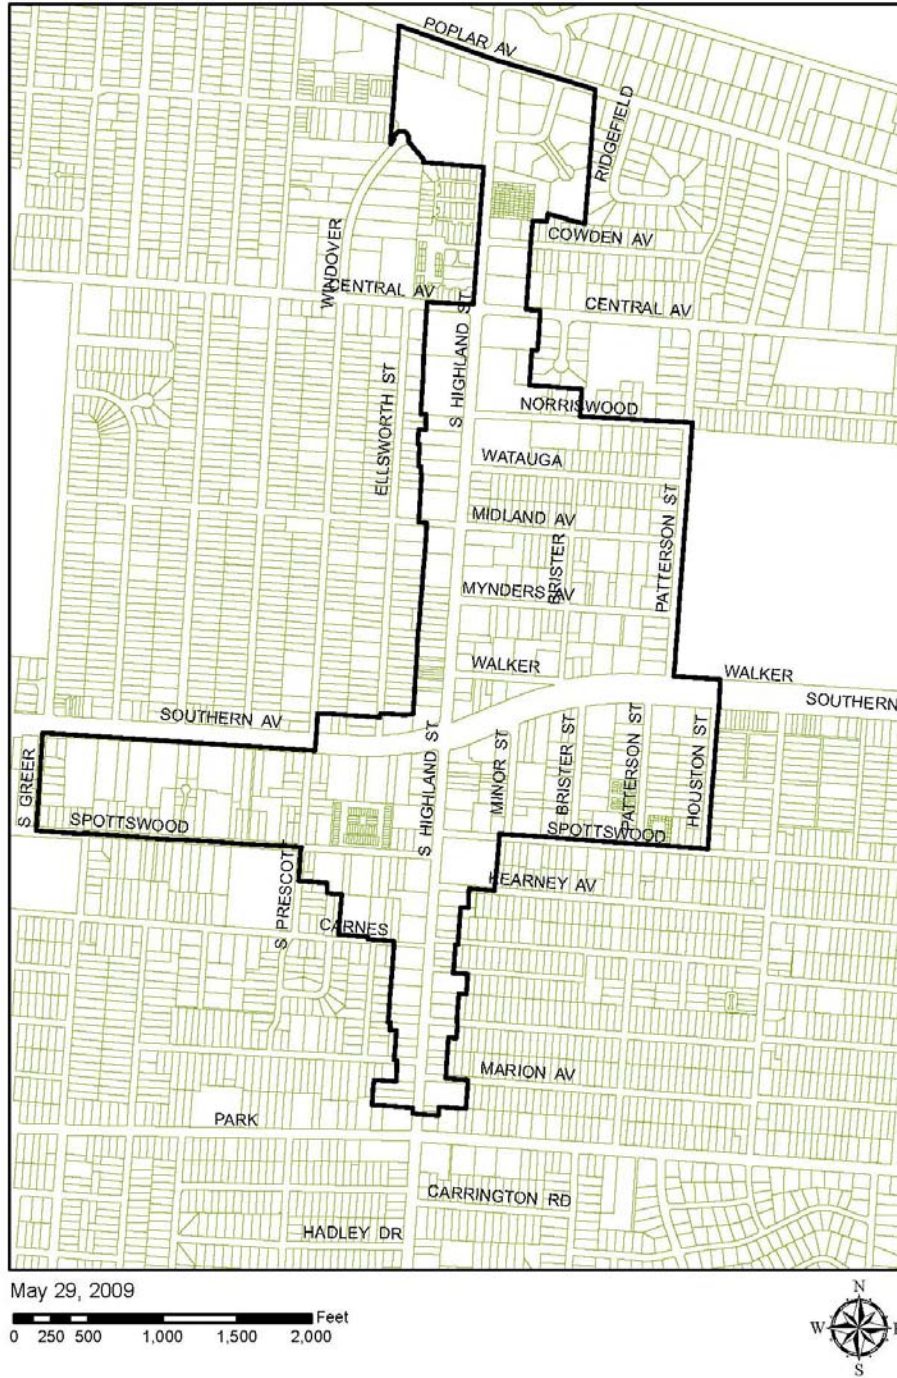 POPLAR AV
RIDGEFIELD
COWDEN AV
WINDOVER
CENTRAL AV
CENTRAL AV
S HIGHLAND ST
ELLSWORTH ST
NORRISWOOD
WATAUGA
PATTERSON ST
MIDLAND AV
BRISTER
MYNDERS AV
WALKER
WALKER
SOUTHERN
SOUTHERN AV
S GREER
S HIGHLAND ST
MINOR ST
BRISTER ST
PATTERSON ST
HOUSTON ST
SPOTTSWOOD
SPOTTSWOOD
S PRESCOTT
KEARNEY AV
CARNES
MARION AV
PARK
CARRINGTON RD
HADLEY DR
May 29, 2009
Feet
0 250 500 1,000 1,500 2,000
N
W E
S